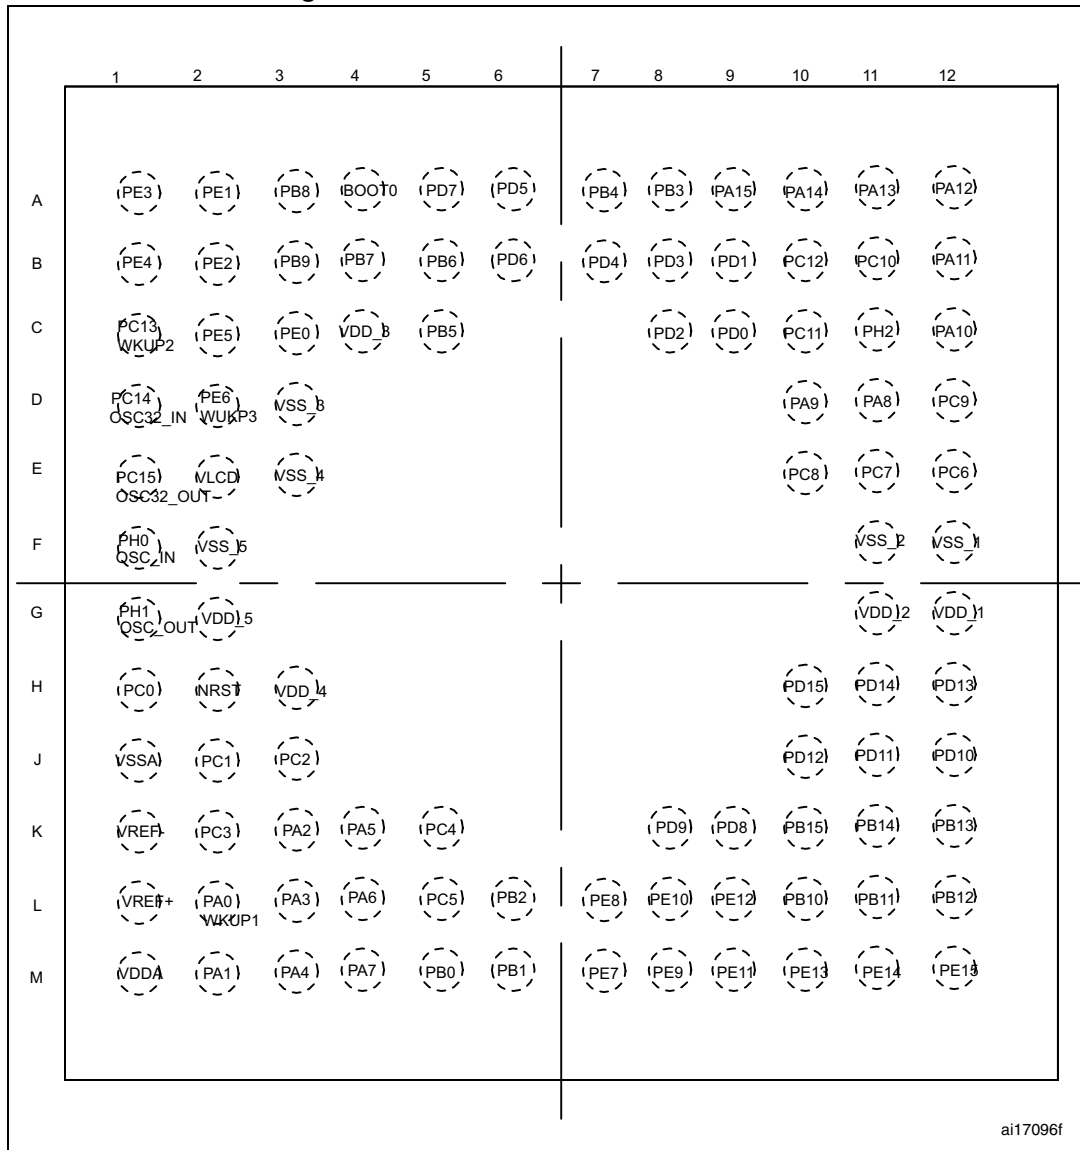 1 2 3 4 5 6 7 8 9 10 11 12
A PE3 PE1 PB8 BOOT0 PD7 PD5 PB4 PB3 PA15 PA14 PA13 PA12
B PE4 PE2 PB9 PB7 PB6 PD6 PD4 PD3 PD1 PC12 PC10 PA11
C PC13 WKUP2 PE5 PE0 VDD_3 PB5 PD2 PD0 PC11 PH2 PA10
D PC14 OSC32_IN PE6 WUKP3 VSS_3 PA9 PA8 PC9
E PC15 OSC32_OUT VLCD VSS_4 PC8 PC7 PC6
F PH0 OSC_IN VSS_5 VSS_2 VSS_1
G PH1 OSC_OUT VDD_5 VDD_2 VDD_1
H PC0 NRST VDD_4 PD15 PD14 PD13
J VSSA PC1 PC2 PD12 PD11 PD10
K VREF- PC3 PA2 PA5 PC4 PD9 PD8 PB15 PB14 PB13
L VREF+ PA0 WKUP1 PA3 PA6 PC5 PB2 PE8 PE10 PE12 PB10 PB11 PB12
M VDDA PA1 PA4 PA7 PB0 PB1 PE7 PE9 PE11 PE13 PE14 PE15
ai17096f